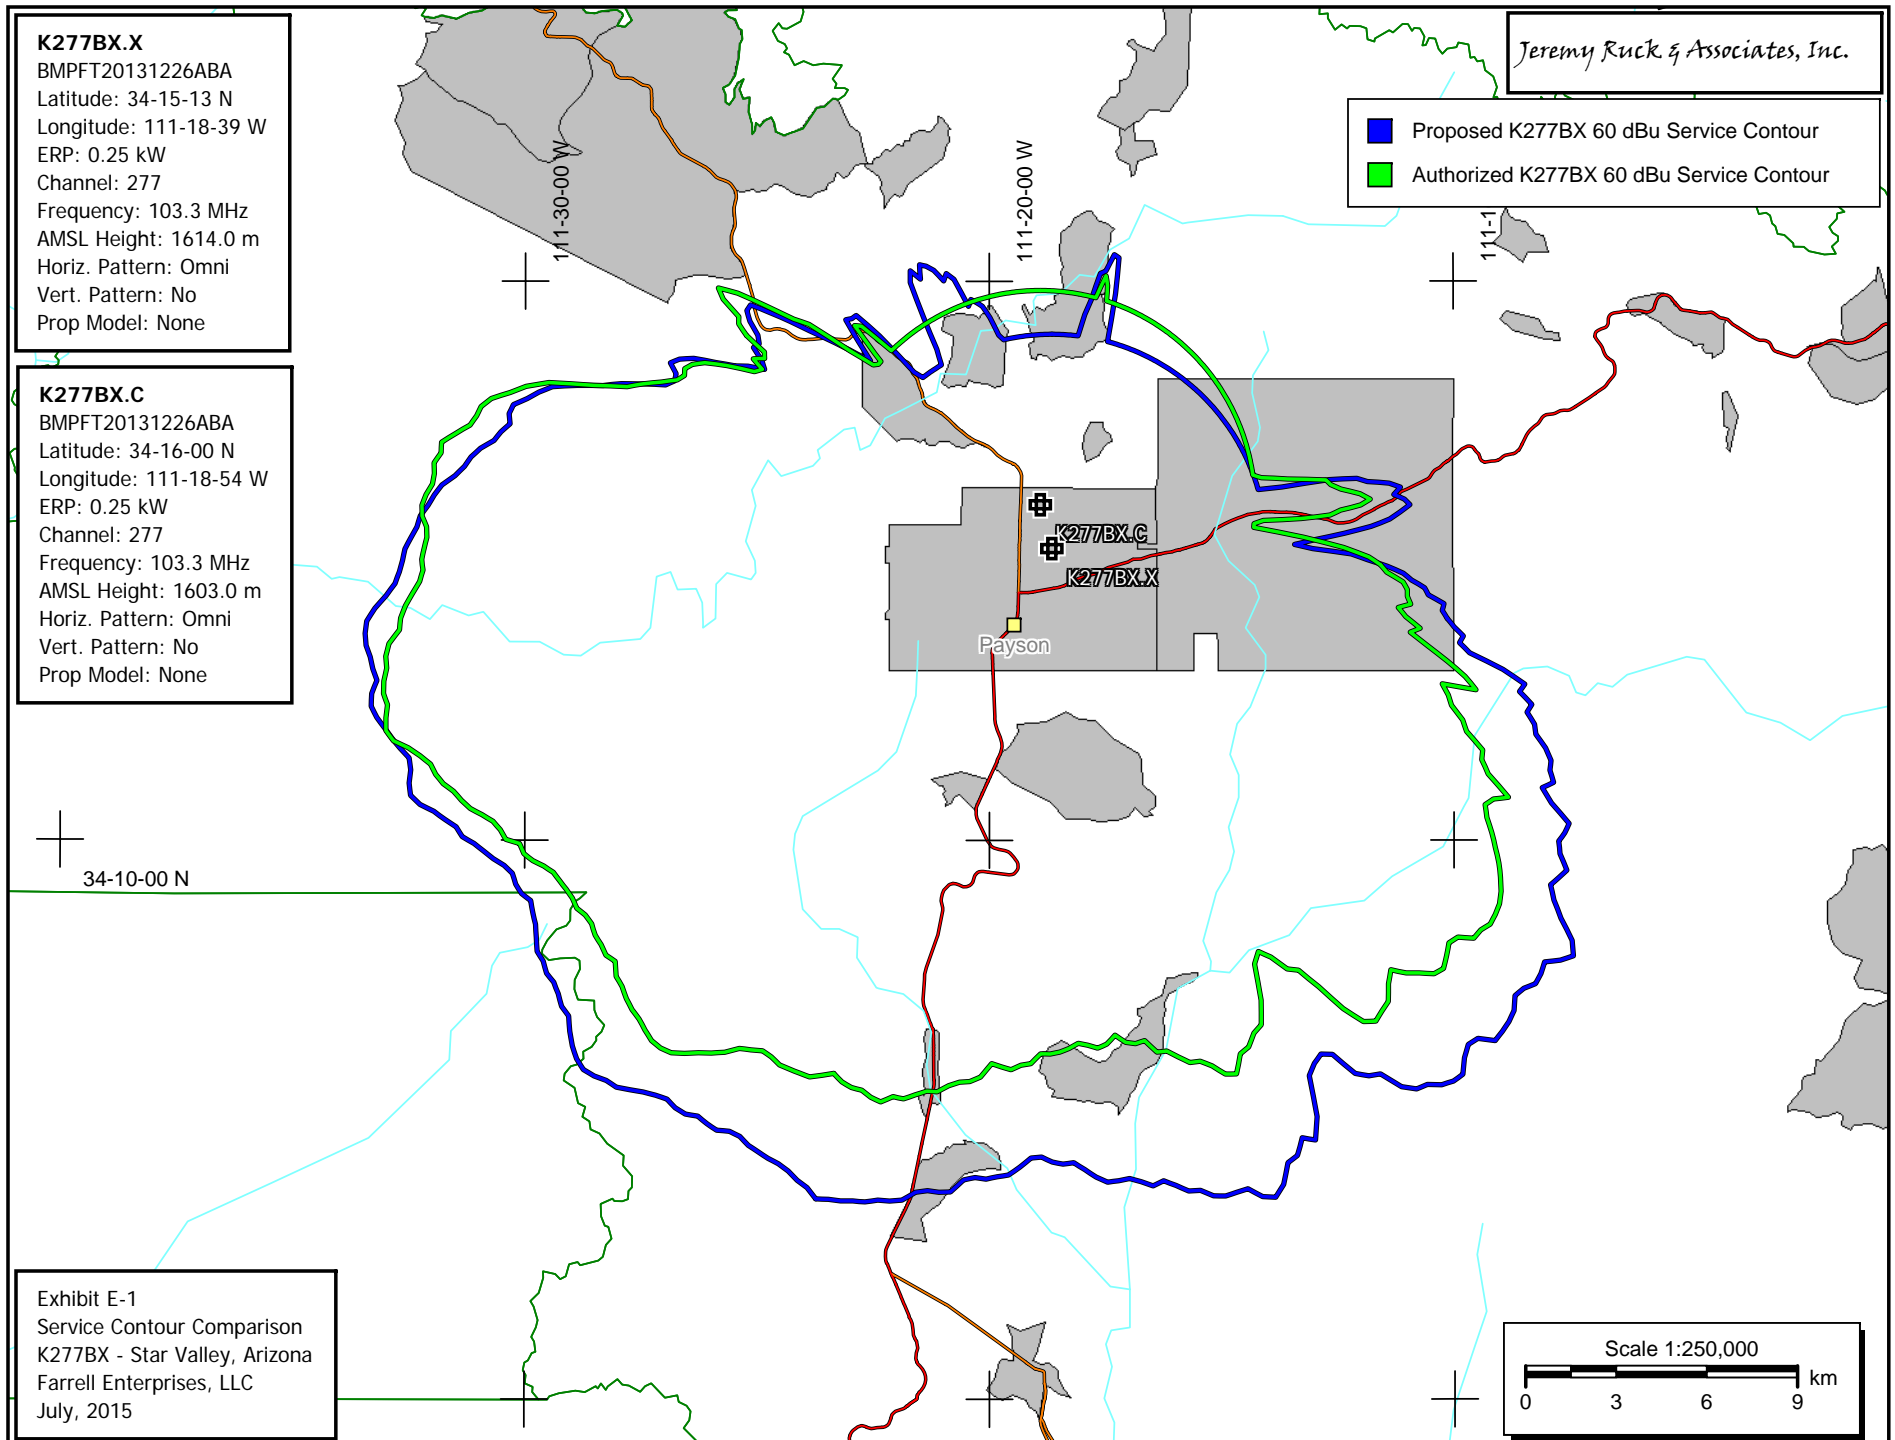 K277BX.X
BMPFT20131226ABA
Latitude: 34-15-13 N
Longitude: 111-18-39 W
ERP: 0.25 kW
Channel: 277
Frequency: 103.3 MHz
AMSL Height: 1614.0 m
Horiz. Pattern: Omni
Vert. Pattern: No
Prop Model: None
K277BX.C
BMPFT20131226ABA
Latitude: 34-16-00 N
Longitude: 111-18-54 W
ERP: 0.25 kW
Channel: 277
Frequency: 103.3 MHz
AMSL Height: 1603.0 m
Horiz. Pattern: Omni
Vert. Pattern: No
Prop Model: None
Jeremy Ruck & Associates, Inc.
Proposed K277BX 60 dBu Service Contour
Authorized K277BX 60 dBu Service Contour
111-30-00 W
111-20-00 W
111-1
K277BX.C
K277BX.X
Payson
34-10-00 N
Exhibit E-1
Service Contour Comparison
K277BX - Star Valley, Arizona
Farrell Enterprises, LLC
July, 2015
Scale 1:250,000
km
0 3 6 9